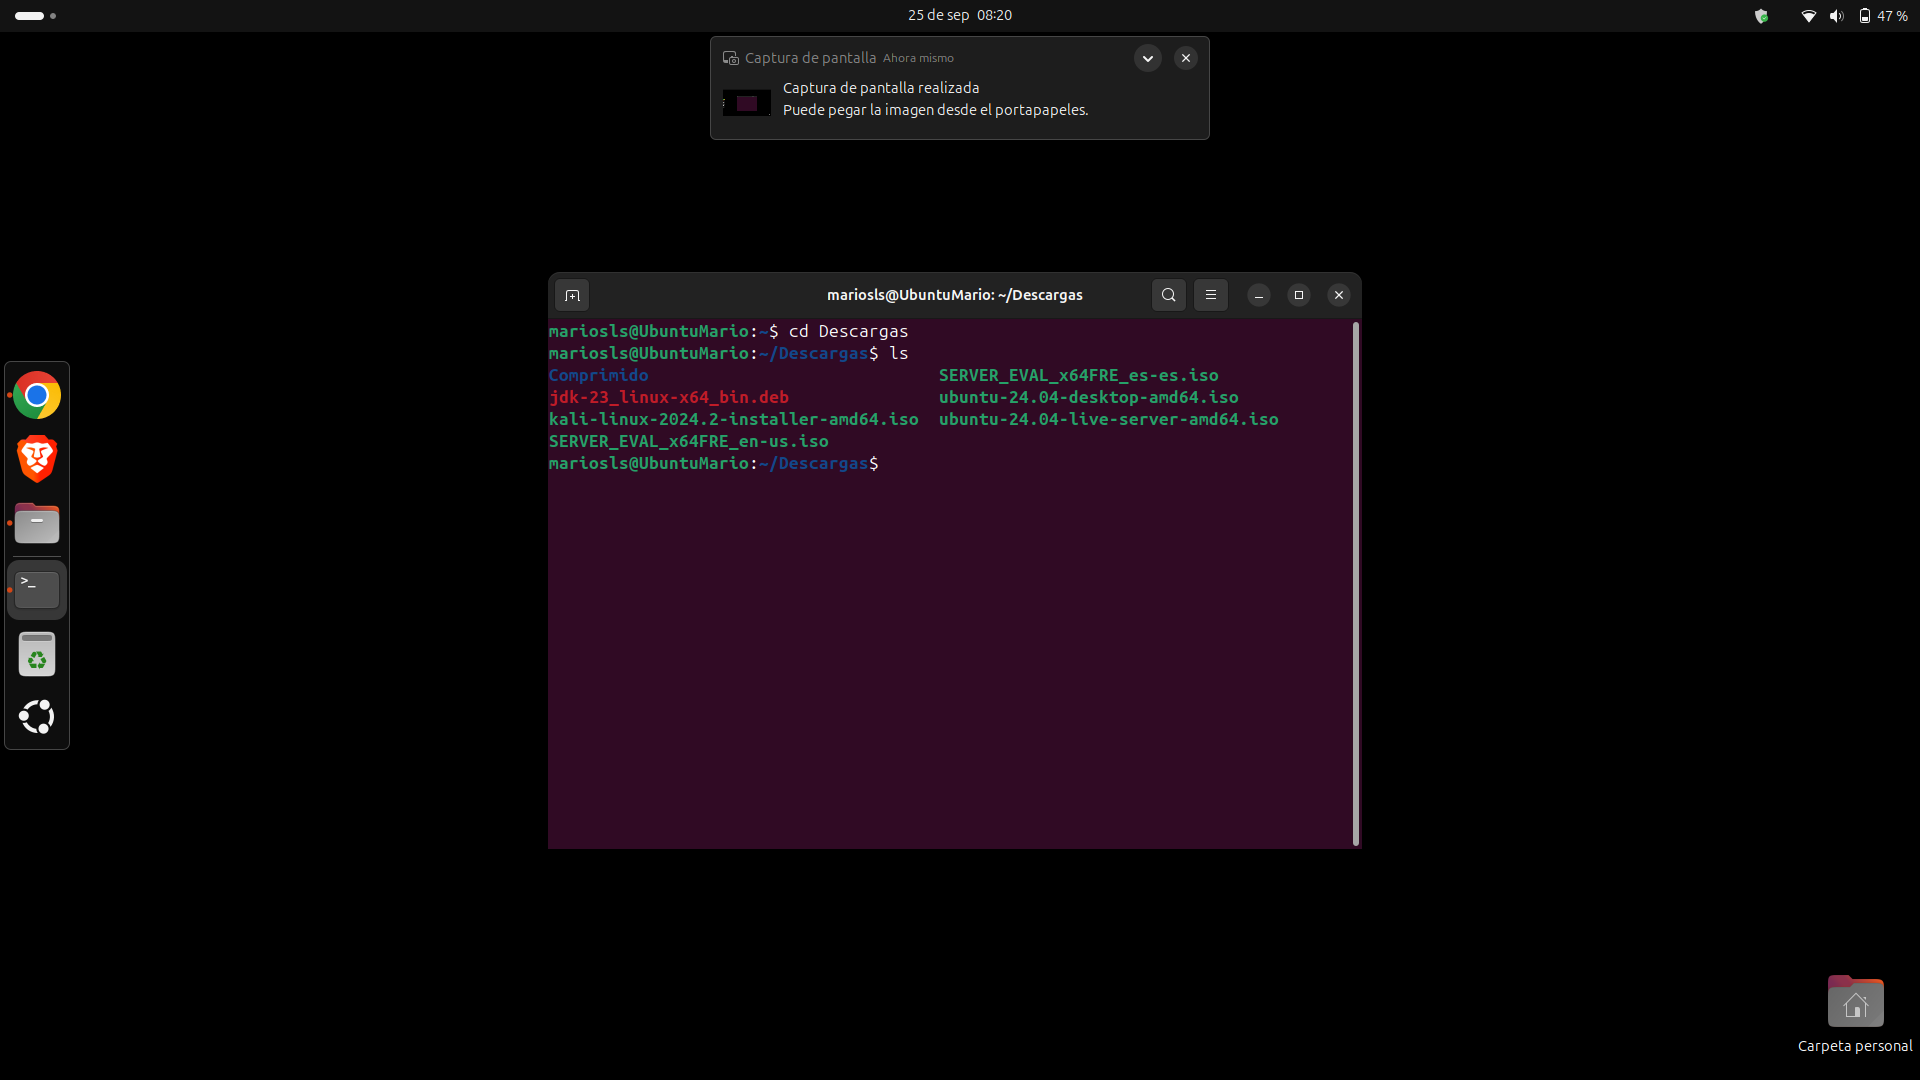 25 de sep 08:20
47 %
Captura de pantalla Ahora mismo
Captura de pantalla realizada
Puede pegar la imagen desde el portapapeles.
mariosls@UbuntuMario: ~/Descargas
mariosls@UbuntuMario:~$ cd Descargas
mariosls@UbuntuMario:~/Descargas$ ls
Comprimido SERVER_EVAL_x64FRE_es-es.iso
jdk-23_linux-x64_bin.deb ubuntu-24.04-desktop-amd64.iso
kali-linux-2024.2-installer-amd64.iso ubuntu-24.04-live-server-amd64.iso
SERVER_EVAL_x64FRE_en-us.iso
mariosls@UbuntuMario:~/Descargas$
>_
Carpeta personal